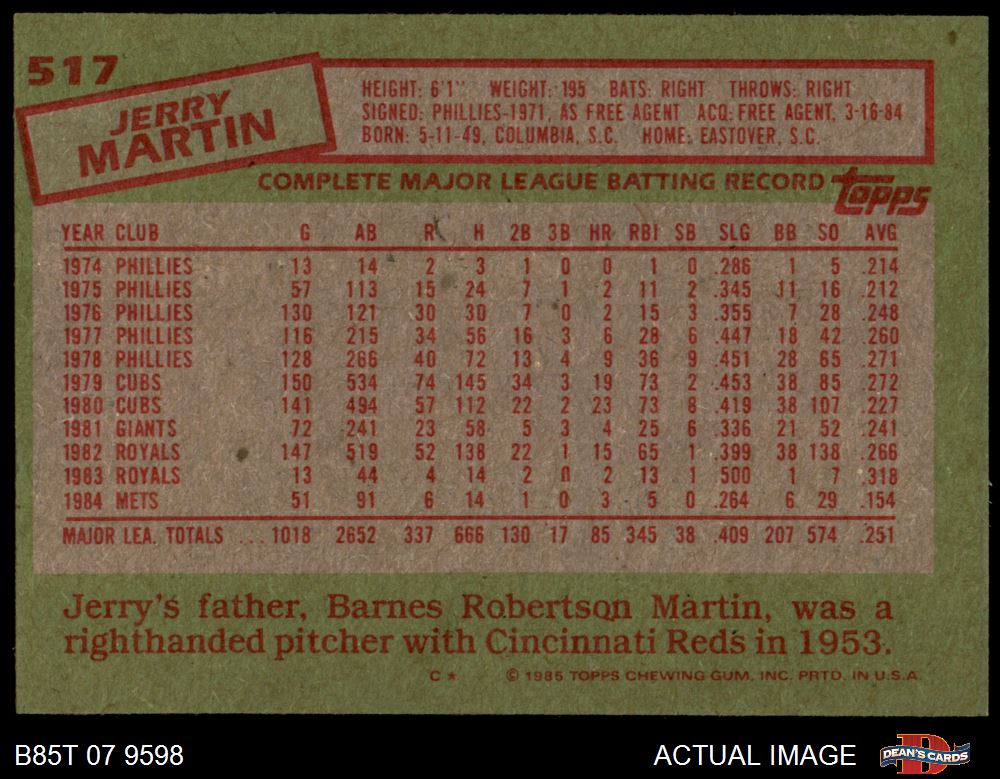 517
JERRY
MARTIN
HEIGHT: 6'1" WEIGHT: 195 BATS: RIGHT THROWS: RIGHT
SIGNED: PHILLIES-1971, AS FREE AGENT ACQ: FREE AGENT, 3-16-84
BORN: 5-11-49, COLUMBIA, S.C. HOME: EASTOVER, S.C.
COMPLETE MAJOR LEAGUE BATTING RECORD topps
YEAR CLUB G AB R H 2B 3B HR RBI SB SLG BB SO AVG
1974 PHILLIES 13 14 2 3 1 0 0 1 0 .286 1 5 .214
1975 PHILLIES 57 113 15 24 7 1 2 11 2 .345 11 16 .212
1976 PHILLIES 130 121 30 30 7 0 2 15 3 .355 7 28 .248
1977 PHILLIES 116 215 34 56 16 3 6 28 6 .447 18 42 .260
1978 PHILLIES 128 266 40 72 13 4 9 36 9 .451 28 65 .271
1979 CUBS 150 534 74 145 34 3 19 73 2 .453 38 85 .272
1980 CUBS 141 494 57 112 22 2 23 73 8 .419 38 107 .227
1981 GIANTS 72 241 23 58 5 3 4 25 6 .336 21 52 .241
1982 ROYALS 147 519 52 138 22 1 15 65 1 .399 38 138 .266
1983 ROYALS 13 44 4 14 2 0 2 13 1 .500 1 7 .318
1984 METS 51 91 6 14 1 0 3 5 0 .264 6 29 .154
MAJOR LEA. TOTALS ... 1018 2652 337 666 130 17 85 345 38 .409 207 574 .251
Jerry's father, Barnes Robertson Martin, was a
righthanded pitcher with Cincinnati Reds in 1953.
C * © 1985 TOPPS CHEWING GUM, INC. PRTD. IN U.S.A.
B85T 07 9598 ACTUAL IMAGE DEAN'S CARDS